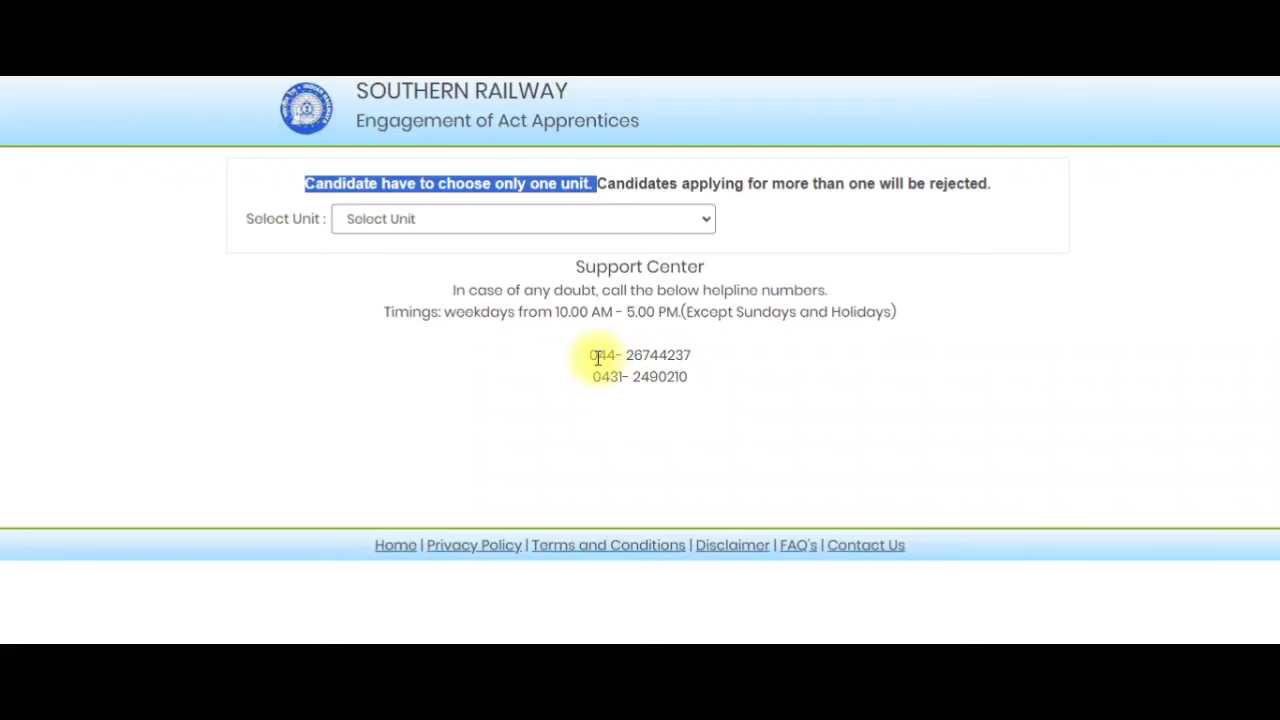 SOUTHERN RAILWAY
Engagement of Act Apprentices
Candidate have to choose only one unit. Candidates applying for more than one will be rejected.
Select Unit : Select Unit
Support Center
In case of any doubt, call the below helpline numbers.
Timings: weekdays from 10.00 AM - 5.00 PM.(Except Sundays and Holidays)
044- 26744237
0431- 2490210
Home | Privacy Policy | Terms and Conditions | Disclaimer | FAQ's | Contact Us